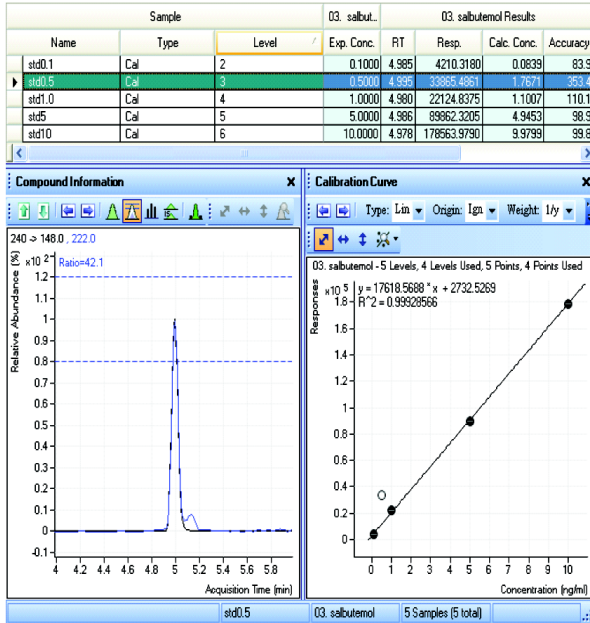 Sample 03. salbut... 03. salbutemol Results
Name Type Level Exp. Conc. RT Resp. Calc. Conc. Accuracy
std0.1 Cal 2 0.1000 4.985 4210.3180 0.0839 83.9
std0.5 Cal 3 0.5000 4.995 33865.4861 1.7671 353.4
std1.0 Cal 4 1.0000 4.980 22124.8375 1.1007 110.1
std5 Cal 5 5.0000 4.986 89862.3205 4.9453 98.9
std10 Cal 6 10.0000 4.978 178563.9790 9.9799 99.8
Compound Information
240 -> 148.0 , 222.0
x10 2
Ratio=42.1
Relative Abundance (%)
1.2
1.1
0.9
0.8
0.7
0.6
0.5
0.4
0.3
0.2
0.1
0
-0.1
4 4.2 4.4 4.6 4.8 5 5.2 5.4 5.6 5.8
Acquisition Time (min)
Calibration Curve
Type: Lin Origin: Ign Weight: 1/y
03. salbutemol - 5 Levels, 4 Levels Used, 5 Points, 4 Points Used
x10 5
y = 17618.5688 * x + 2732.5269
R^2 = 0.99928566
Responses
1.8
1.6
1.4
1.2
1
0.8
0.6
0.4
0.2
0
0 1 2 3 4 5 6 7 8 9 10
Concentration (ng/ml)
std0.5 03. salbutemol 5 Samples (5 total)